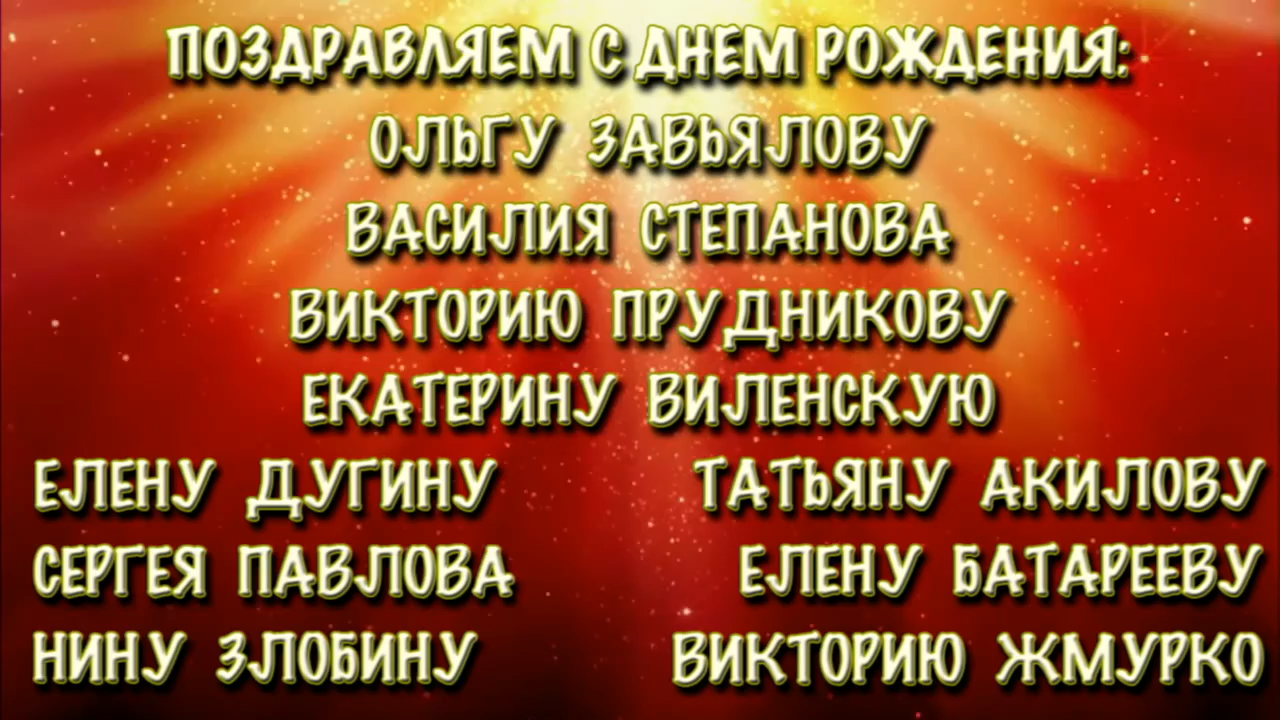 ПОЗДРАВЛЯЕМ С ДНЕМ РОЖДЕНИЯ:
ОЛЬГУ ЗАВЬЯЛОВУ
ВАСИЛИЯ СТЕПАНОВА
ВИКТОРИЮ ПРУДНИКОВУ
ЕКАТЕРИНУ ВИЛЕНСКУЮ
ЕЛЕНУ ДУГИНУ ТАТЬЯНУ АКИЛОВУ
СЕРГЕЯ ПАВЛОВА ЕЛЕНУ БАТАРЕЕВУ
НИНУ ЗЛОБИНУ ВИКТОРИЮ ЖМУРКО